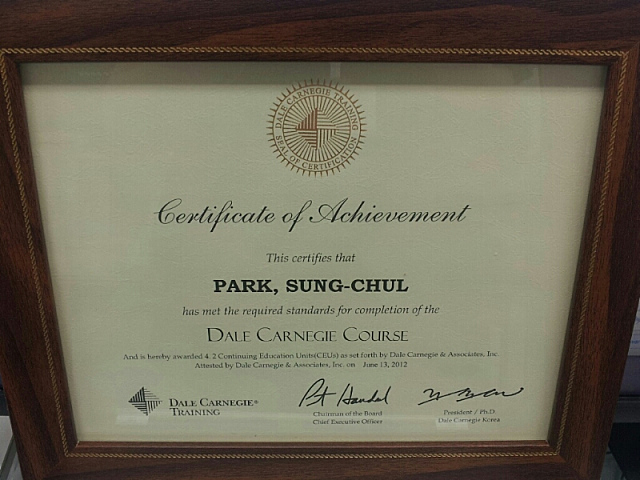 DALE CARNEGIE TRAINING
SEAL OF CERTIFICATION
Certificate of Achievement
This certifies that
PARK, SUNG-CHUL
has met the required standards for completion of the
DALE CARNEGIE COURSE
And is hereby awarded 4. 2 Continuing Education Units(CEUs) as set forth by Dale Carnegie & Associates, Inc.
Attested by Dale Carnegie & Associates, Inc. on June 13, 2012
DALE CARNEGIE®
TRAINING
Chairman of the Board
Chief Executive Officer
President / Ph.D.
Dale Carnegie Korea